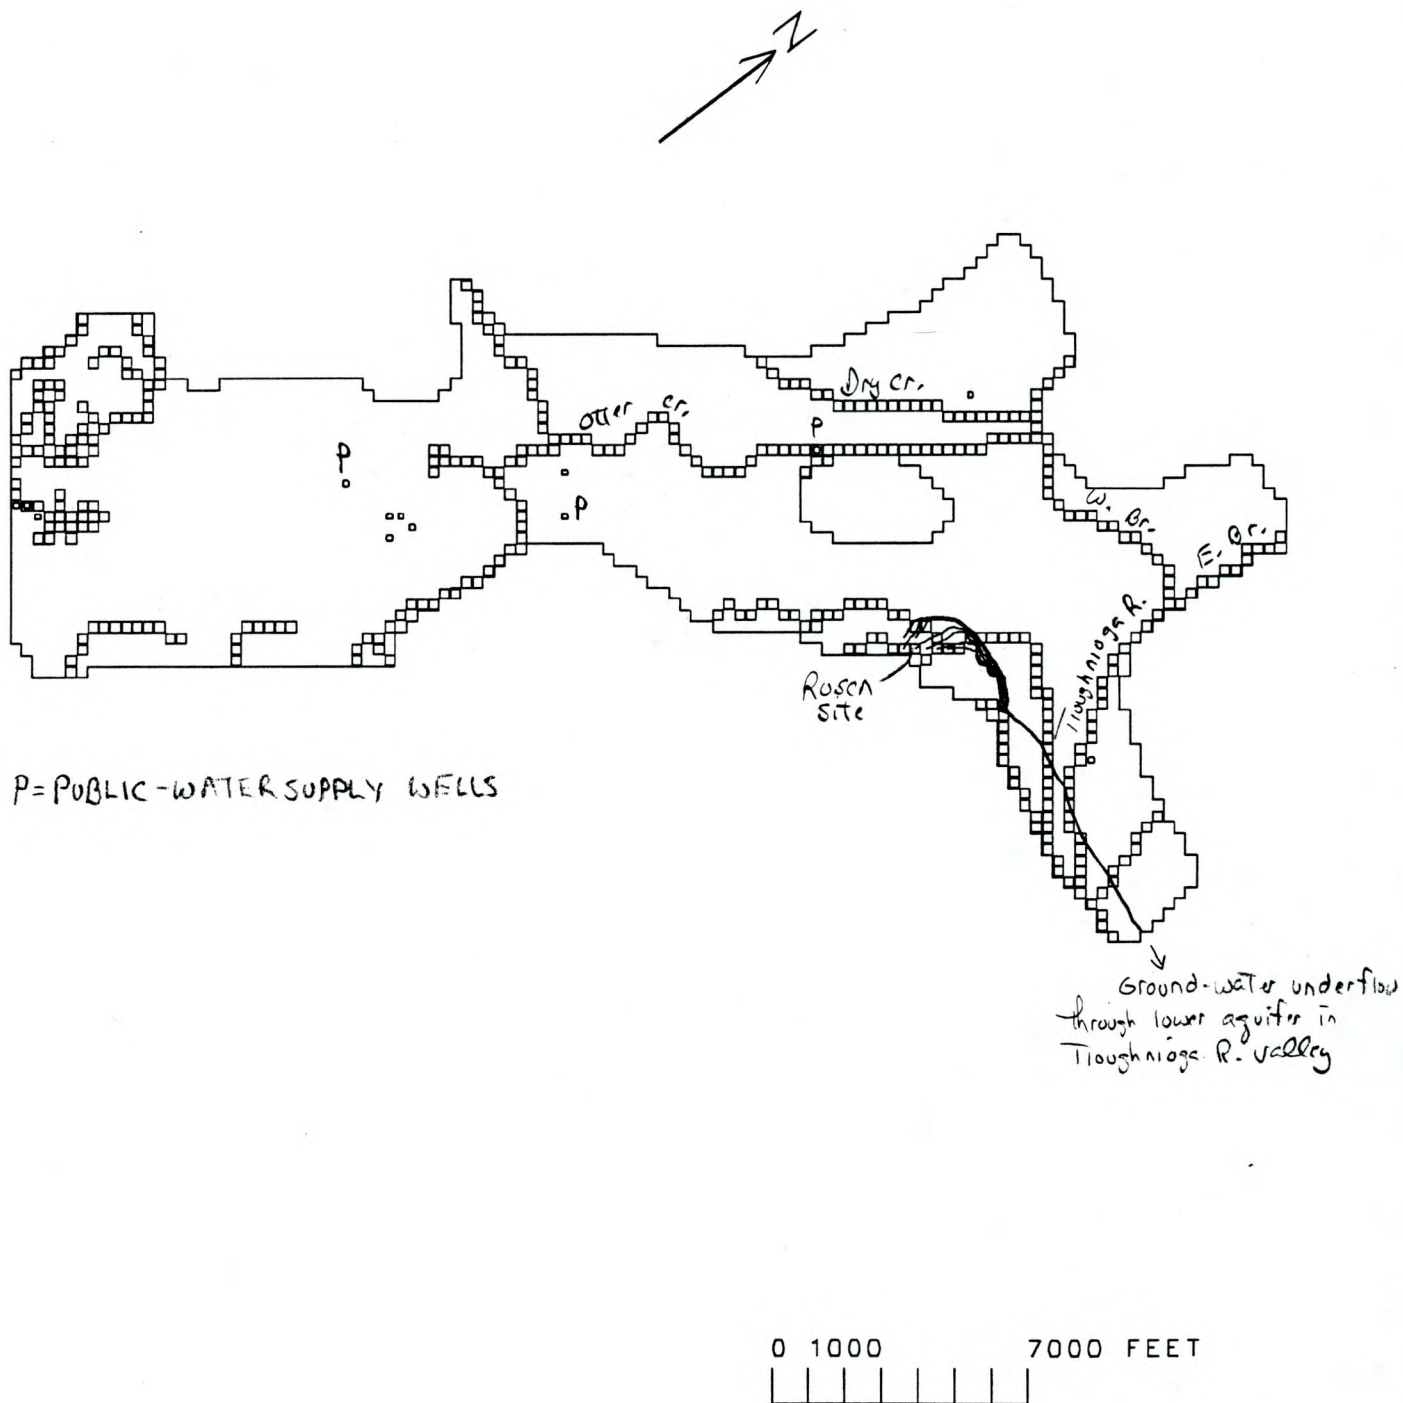 N
Dry Cr.
Otter Cr.
P
P
P
W. Br.
E. Br.
Tioughnioga R.
Rosen
Site
P=PUBLIC-WATER SUPPLY WELLS
Ground-water underflow
through lower aquifer in
Tioughnioga R. valley
0 1000 7000 FEET